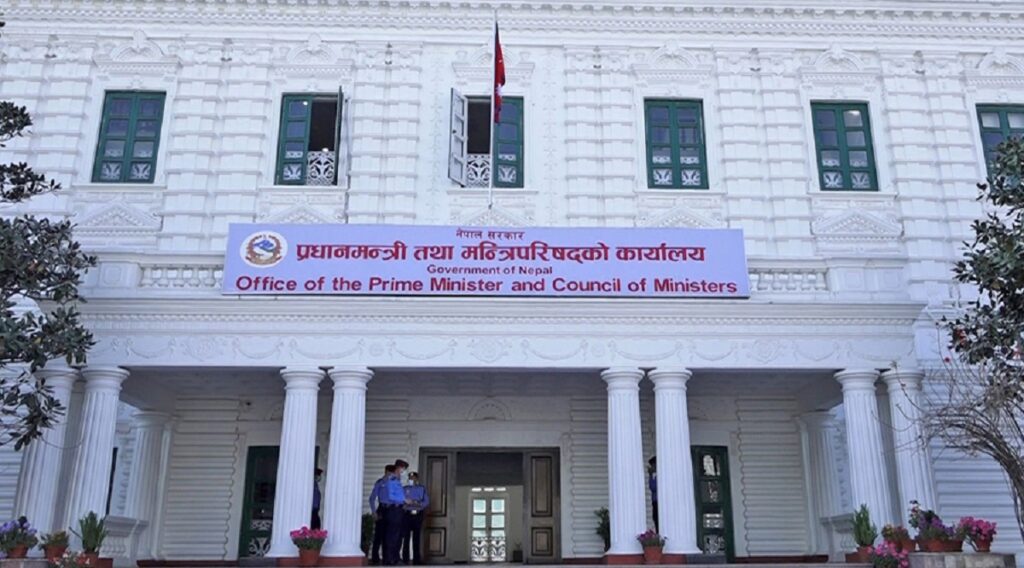 नेपाल सरकार
प्रधानमन्त्री तथा मन्त्रिपरिषद्को कार्यालय
Government of Nepal
Office of the Prime Minister and Council of Ministers